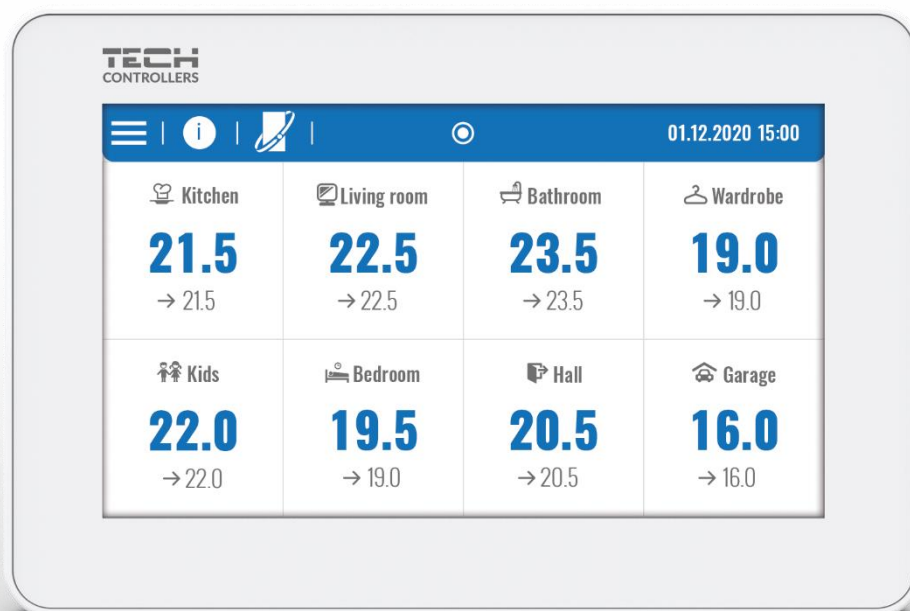 TECH
CONTROLLERS
i
01.12.2020 15:00
Kitchen
21.5
→ 21.5
Living room
22.5
→ 22.5
Bathroom
23.5
→ 23.5
Wardrobe
19.0
→ 19.0
Kids
22.0
→ 22.0
Bedroom
19.5
→ 19.0
Hall
20.5
→ 20.5
Garage
16.0
→ 16.0